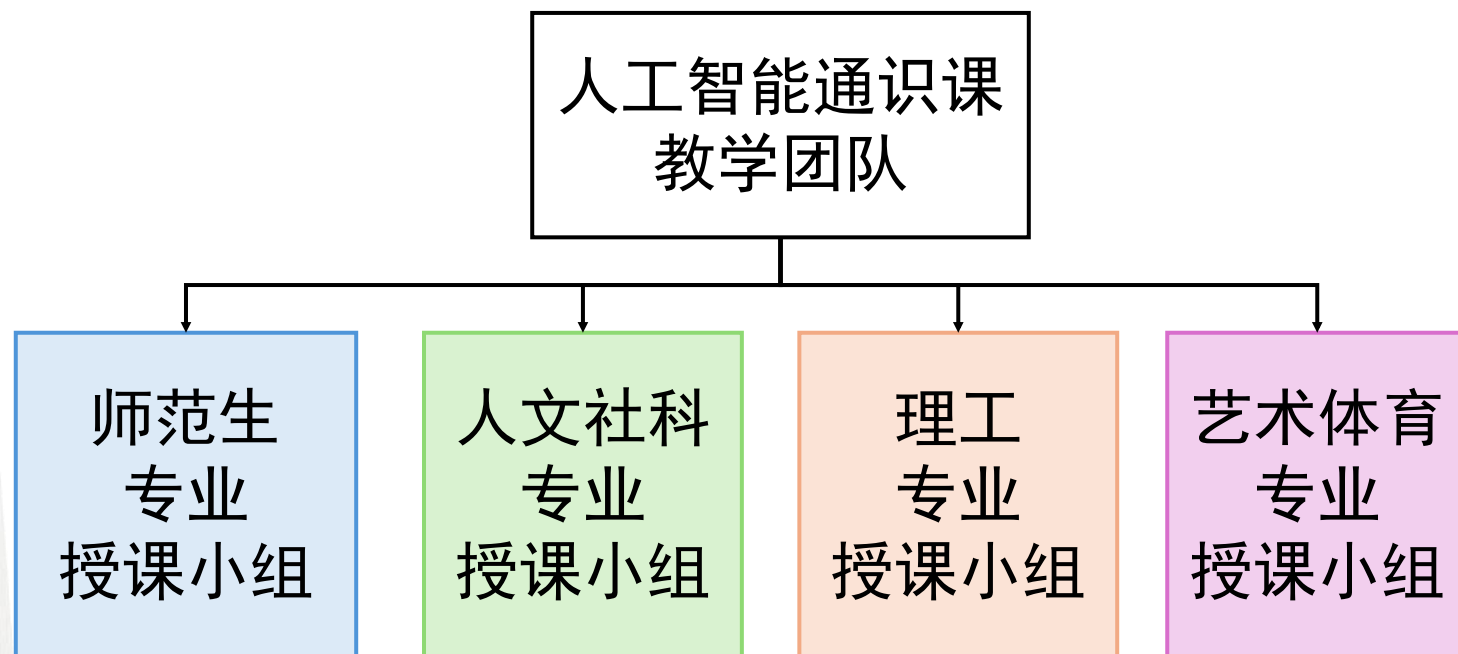 人工智能通识课
教学团队
师范生
专业
授课小组
人文社科
专业
授课小组
理工
专业
授课小组
艺术体育
专业
授课小组